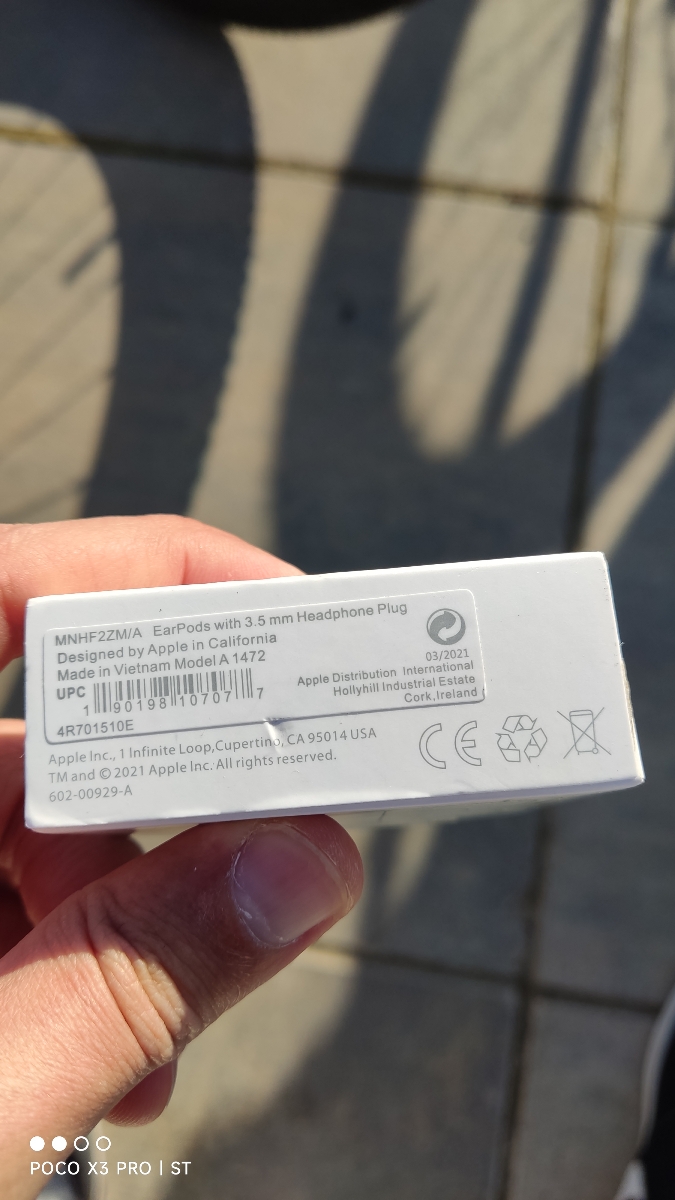 MNHF2ZM/A EarPods with 3.5 mm Headphone Plug
Designed by Apple in California
Made in Vietnam Model A 1472
UPC
1 90198 10707 7
4R701510E
03/2021
Apple Distribution International
Hollyhill Industrial Estate
Cork,Ireland
Apple Inc., 1 Infinite Loop,Cupertino, CA 95014 USA
TM and © 2021 Apple Inc. All rights reserved.
602-00929-A
CE
POCO X3 PRO | ST